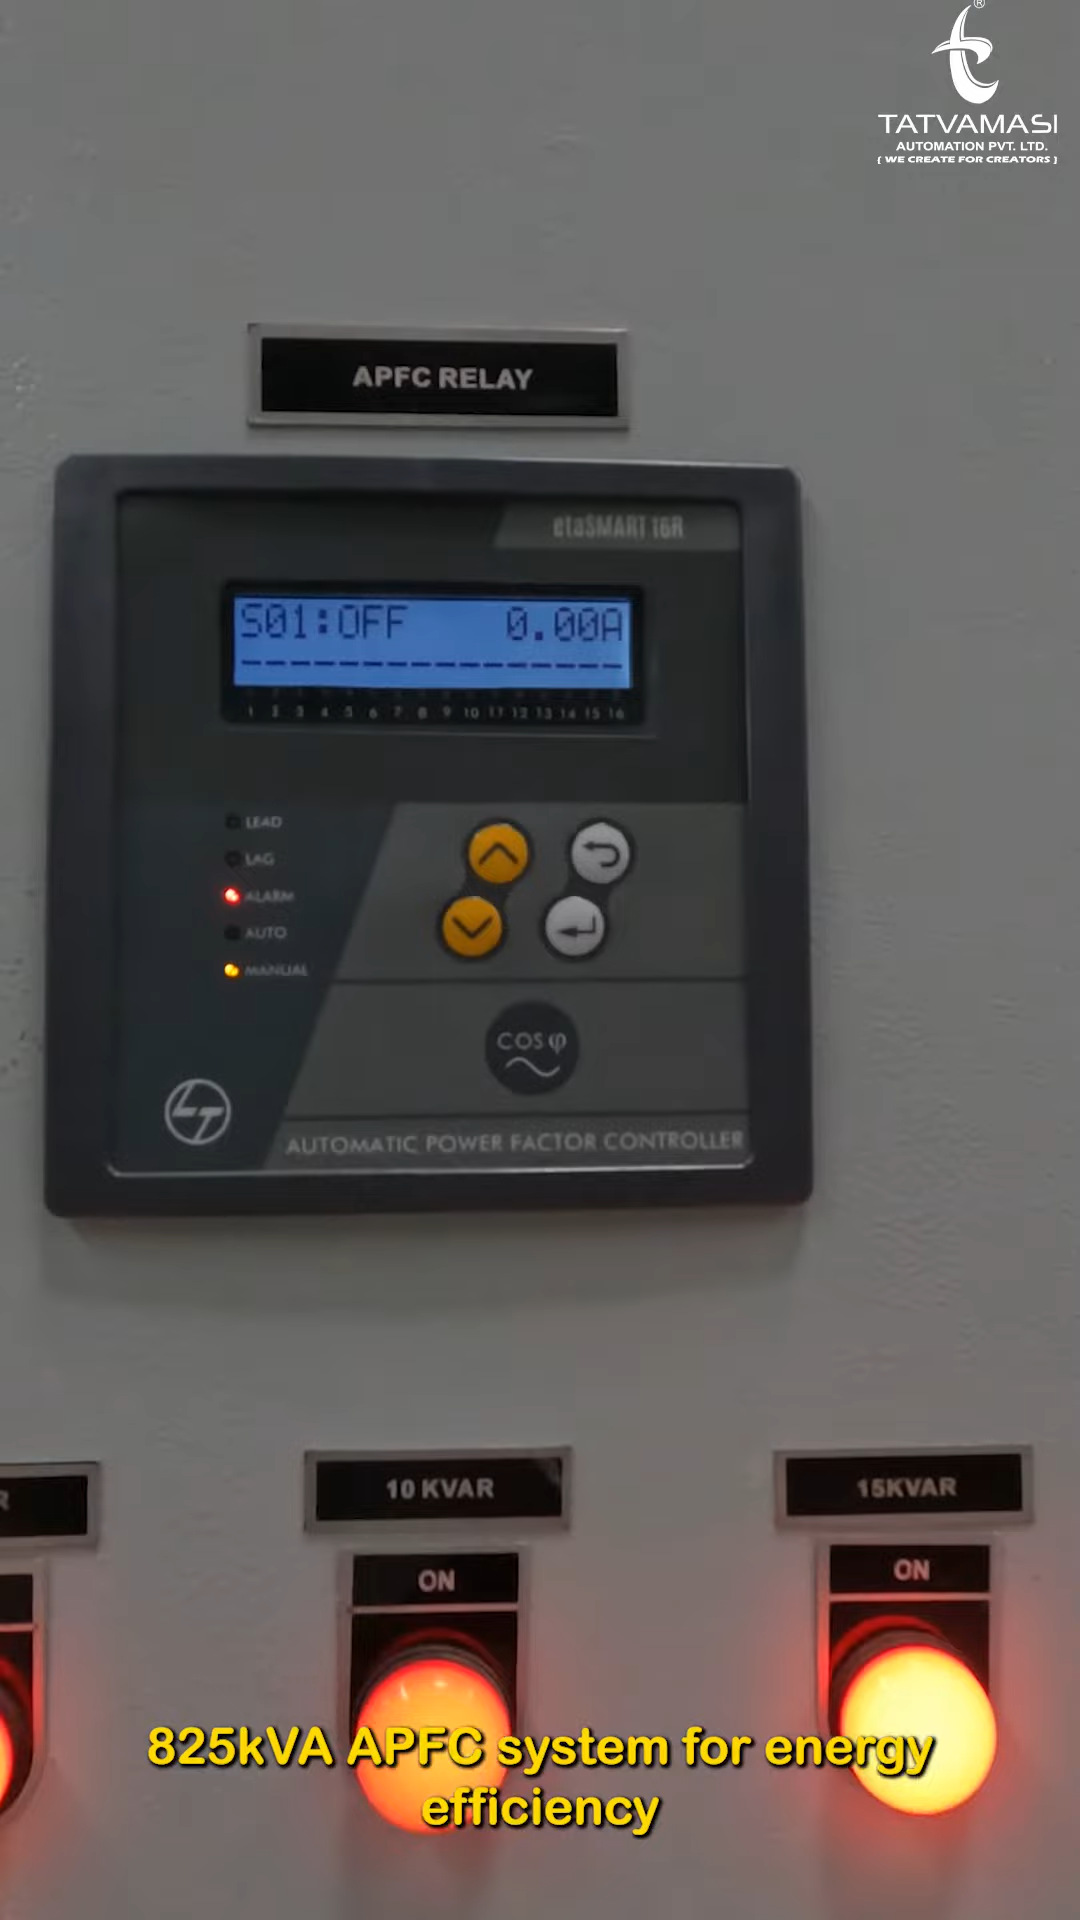 ®
TATVAMASI
AUTOMATION PVT. LTD.
( WE CREATE FOR CREATORS )
APFC RELAY
etaSMART 16R
S01:OFF 0.00A
1 2 3 4 5 6 7 8 9 10 11 12 13 14 15 16
LEAD
LAG
ALARM
AUTO
MANUAL
COS φ
LT
AUTOMATIC POWER FACTOR CONTROLLER
R
10 KVAR
15KVAR
ON
ON
825kVA APFC system for energy
efficiency